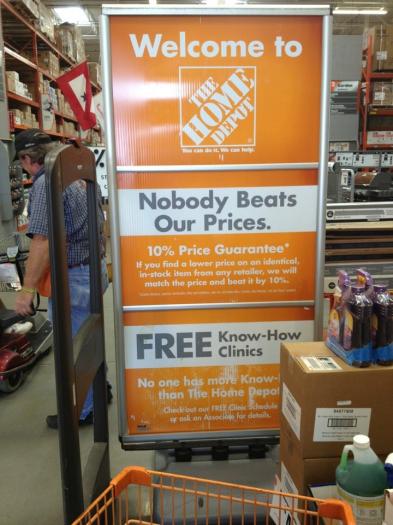 Welcome to
THE
HOME
DEPOT
You can do it. We can help.
Nobody Beats
Our Prices.
10% Price Guarantee*
If you find a lower price on an identical,
in-stock item from any retailer, we will
match the price and beat it by 10%.
FREE Know-How
Clinics
No one has more Know-
than The Home Depot
Check out our FREE Clinic Schedule
or ask an Associate for details.